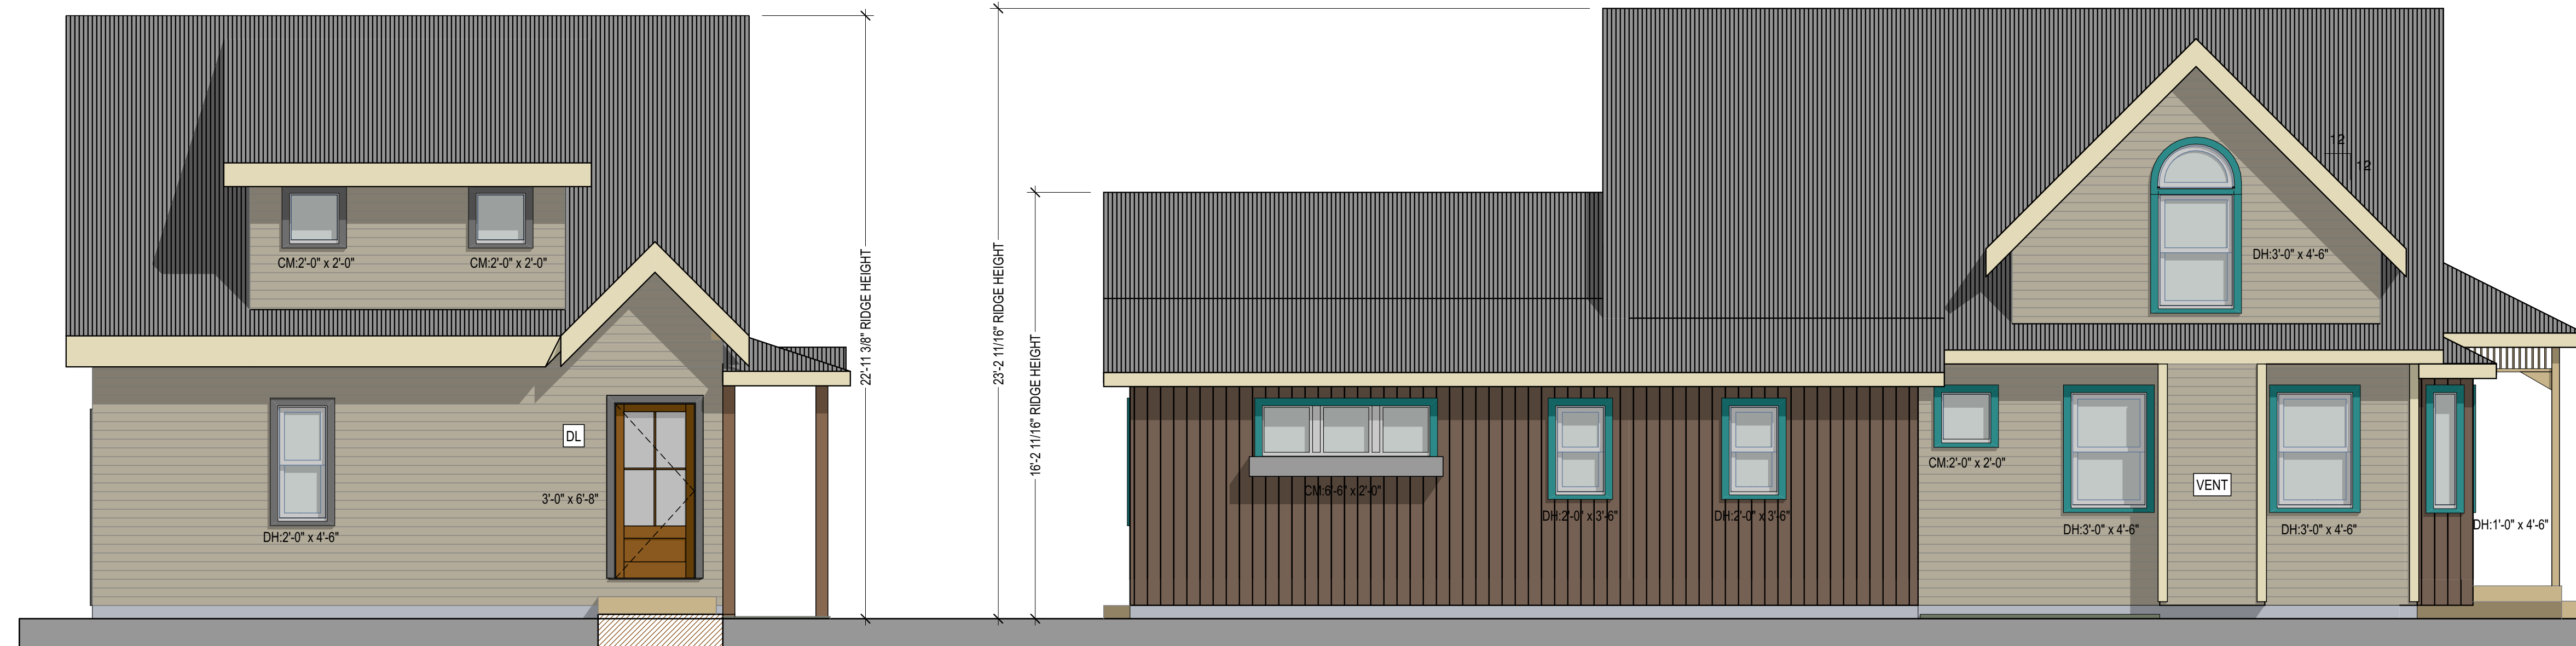 CM:2'-0" x 2'-0"
CM:2'-0" x 2'-0"
DL
3'-0" x 6'-8"
DH:2'-0" x 4'-6"
22'-11 3/8" RIDGE HEIGHT
23'-2 11/16" RIDGE HEIGHT
16'-2 11/16" RIDGE HEIGHT
12
12
DH:3'-0" x 4'-6"
CM:6'-6" x 2'-0"
DH:2'-0" x 3'-6"
DH:2'-0" x 3'-6"
CM:2'-0" x 2'-0"
VENT
DH:3'-0" x 4'-6"
DH:3'-0" x 4'-6"
DH:1'-0" x 4'-6"